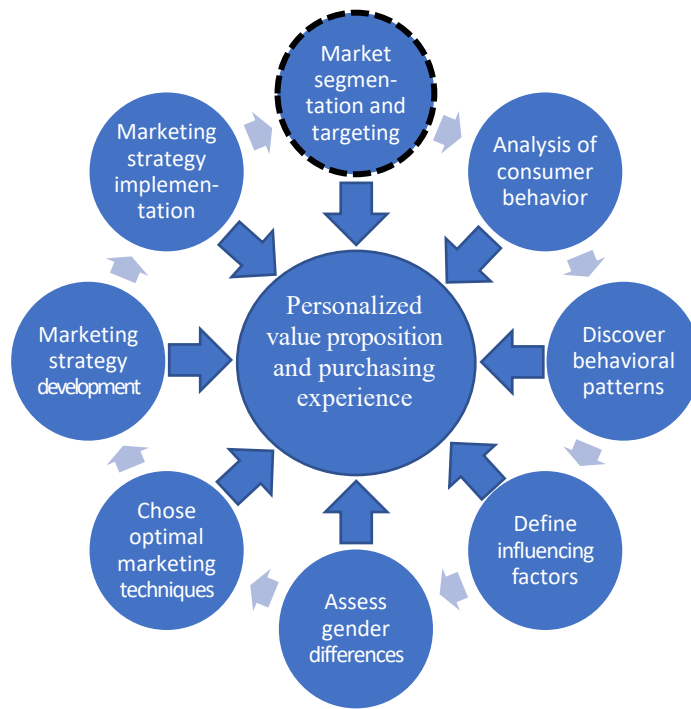 Market
segmen-
tation and
targeting
Analysis of
consumer
behavior
Discover
behavioral
patterns
Define
influencing
factors
Assess
gender
differences
Chose
optimal
marketing
techniques
Marketing
strategy
development
Marketing
strategy
implemen-
tation
Personalized
value proposition
and purchasing
experience